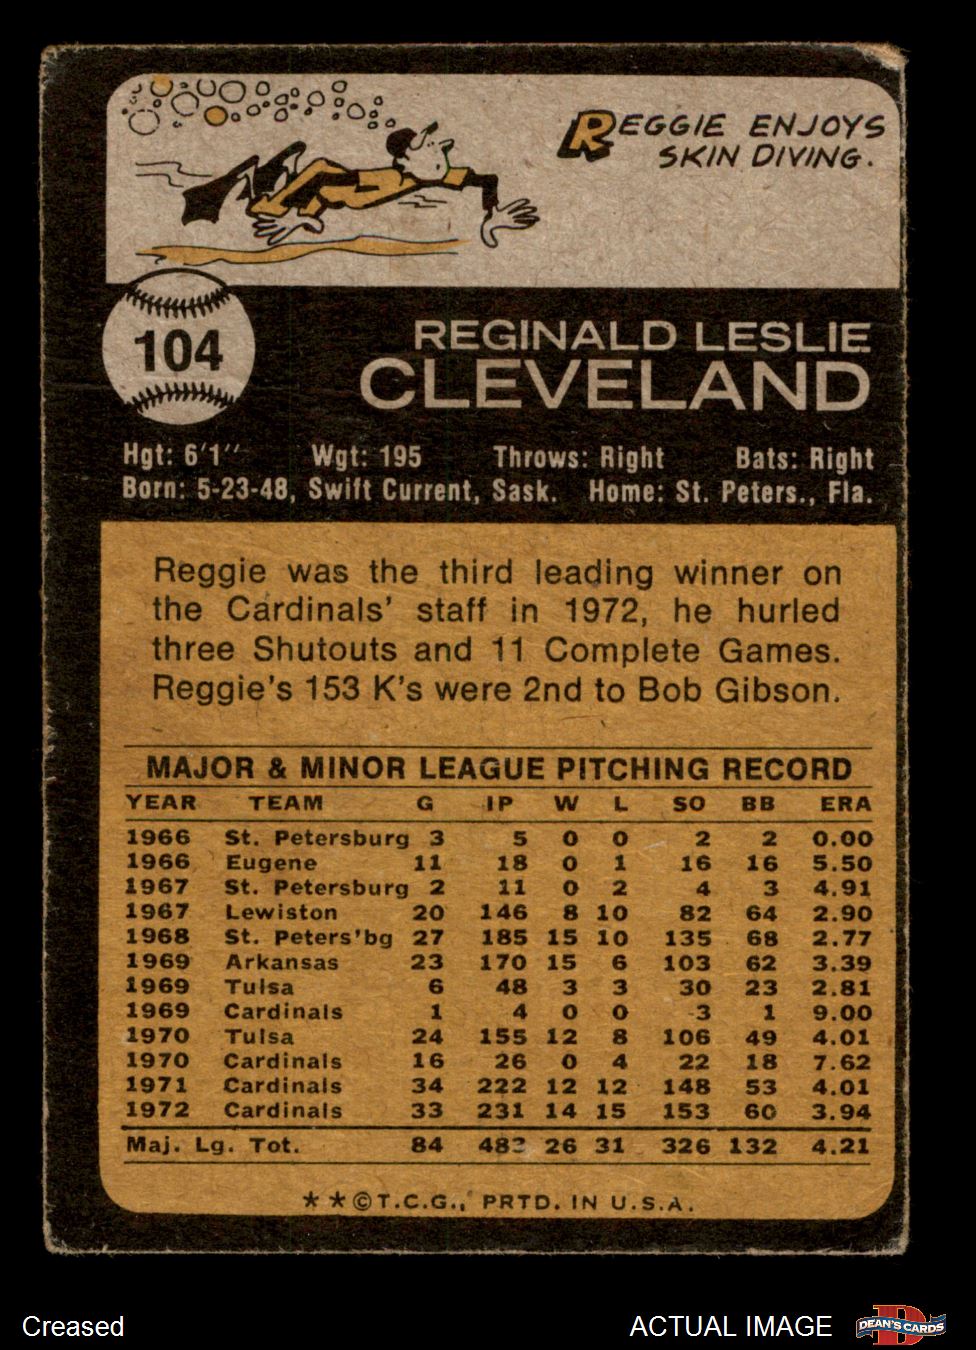 REGGIE ENJOYS
SKIN DIVING.
104
REGINALD LESLIE
CLEVELAND
Hgt: 6'1'' Wgt: 195 Throws: Right Bats: Right
Born: 5-23-48, Swift Current, Sask. Home: St. Peters., Fla.
Reggie was the third leading winner on
the Cardinals' staff in 1972, he hurled
three Shutouts and 11 Complete Games.
Reggie's 153 K's were 2nd to Bob Gibson.
MAJOR & MINOR LEAGUE PITCHING RECORD
YEAR TEAM G IP W L SO BB ERA
1966 St. Petersburg 3 5 0 0 2 2 0.00
1966 Eugene 11 18 0 1 16 16 5.50
1967 St. Petersburg 2 11 0 2 4 3 4.91
1967 Lewiston 20 146 8 10 82 64 2.90
1968 St. Peters'bg 27 185 15 10 135 68 2.77
1969 Arkansas 23 170 15 6 103 62 3.39
1969 Tulsa 6 48 3 3 30 23 2.81
1969 Cardinals 1 4 0 0 3 1 9.00
1970 Tulsa 24 155 12 8 106 49 4.01
1970 Cardinals 16 26 0 4 22 18 7.62
1971 Cardinals 34 222 12 12 148 53 4.01
1972 Cardinals 33 231 14 15 153 60 3.94
Maj. Lg. Tot. 84 483 26 31 326 132 4.21
★★©T.C.G., PRTD. IN U.S.A.
Creased
ACTUAL IMAGE
DEAN'S CARDS